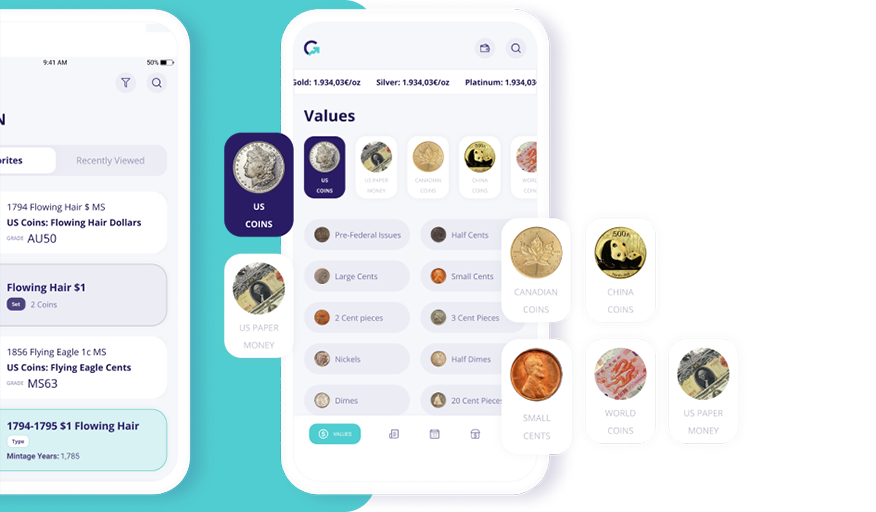 9:41 AM
50%
N
rites
Recently Viewed
1794 Flowing Hair $ MS
US Coins: Flowing Hair Dollars
GRADE AU50
Flowing Hair $1
Set 2 Coins
1856 Flying Eagle 1c MS
US Coins: Flying Eagle Cents
GRADE MS63
1794-1795 $1 Flowing Hair
Type
Mintage Years: 1,785
US
COINS
US PAPER
MONEY
Gold: 1.934,03€/oz Silver: 1.934,03€/oz Platinum: 1.934,03
Values
US
COINS
US PAPER
MONEY
CANADIAN
COINS
CHINA
COINS
WORL
COIN
Pre-Federal Issues
Half Cents
Large Cents
Small Cents
2 Cent pieces
3 Cent Pieces
Nickels
Half Dimes
Dimes
20 Cent Pieces
VALUES
CANADIAN
COINS
CHINA
COINS
SMALL
CENTS
WORLD
COINS
US PAPER
MONEY